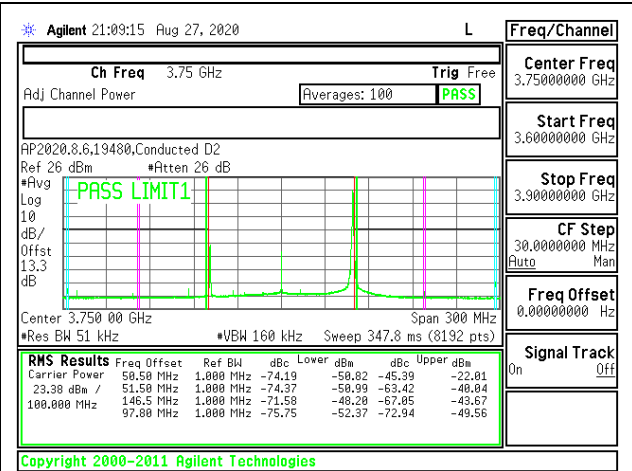 Agilent 21:09:15 Aug 27, 2020 L
Freq/Channel
Ch Freq 3.75 GHz Trig Free
Adj Channel Power Averages: 100 PASS
Center Freq
3.75000000 GHz
Start Freq
3.60000000 GHz
Stop Freq
3.90000000 GHz
CF Step
30.0000000 MHz
Auto Man
Freq Offset
0.00000000 Hz
Signal Track
On Off
AP2020.8.6,19480,Conducted D2
Ref 26 dBm #Atten 26 dB
#Avg
Log
10
dB/
Offst
13.3
dB
PASS LIMIT1
Center 3.750 00 GHz Span 300 MHz
#Res BW 51 kHz #VBW 160 kHz Sweep 347.8 ms (8192 pts)
RMS Results Freq Offset Ref BW dBc Lower dBm dBc Upper dBm
Carrier Power 50.50 MHz 1.000 MHz -74.19 -50.82 -45.39 -22.01
23.38 dBm / 51.50 MHz 1.000 MHz -74.37 -50.99 -63.42 -40.04
100.000 MHz 146.5 MHz 1.000 MHz -71.58 -48.20 -67.05 -43.67
97.80 MHz 1.000 MHz -75.75 -52.37 -72.94 -49.56
Copyright 2000-2011 Agilent Technologies